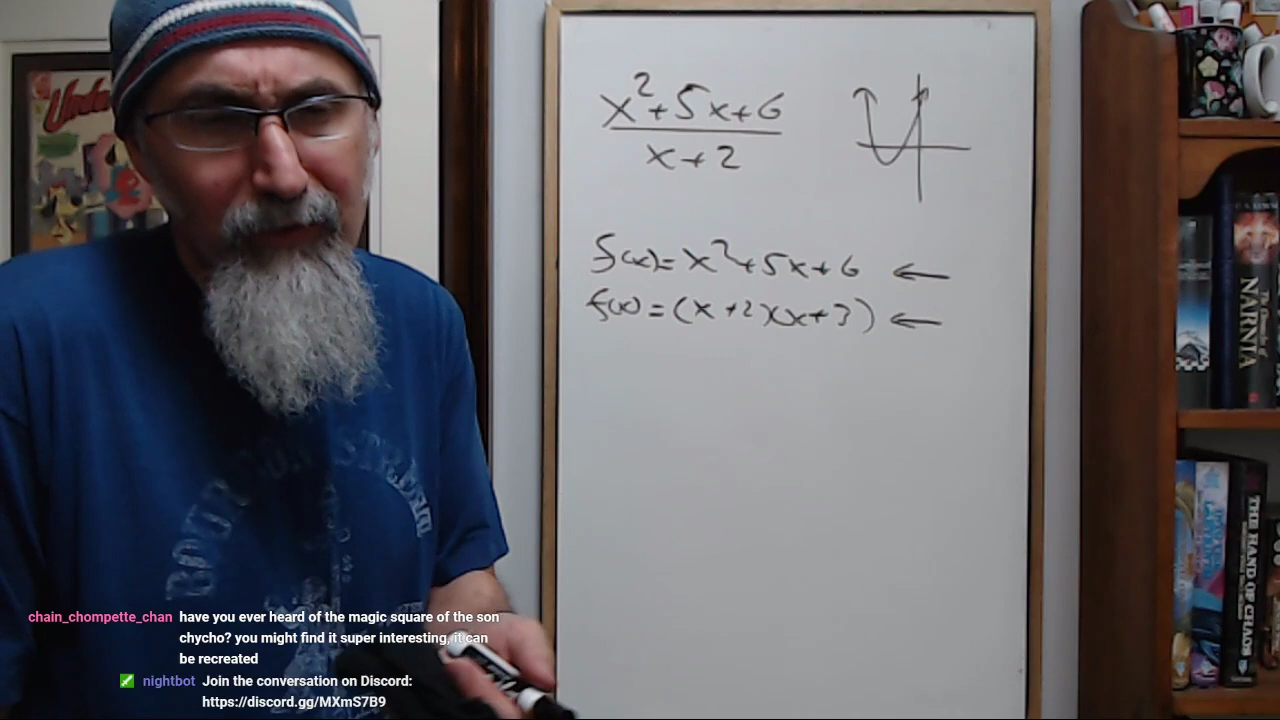 x²+5x+6
x+2
f(x)=x²+5x+6 ←
f(x)=(x+2)(x+3) ←
NARNIA
THE HAND OF CHAOS
chain_chompette_chan have you ever heard of the magic square of the son
chycho? you might find it super interesting, it can
be recreated
nightbot Join the conversation on Discord:
https://discord.gg/MXmS7B9